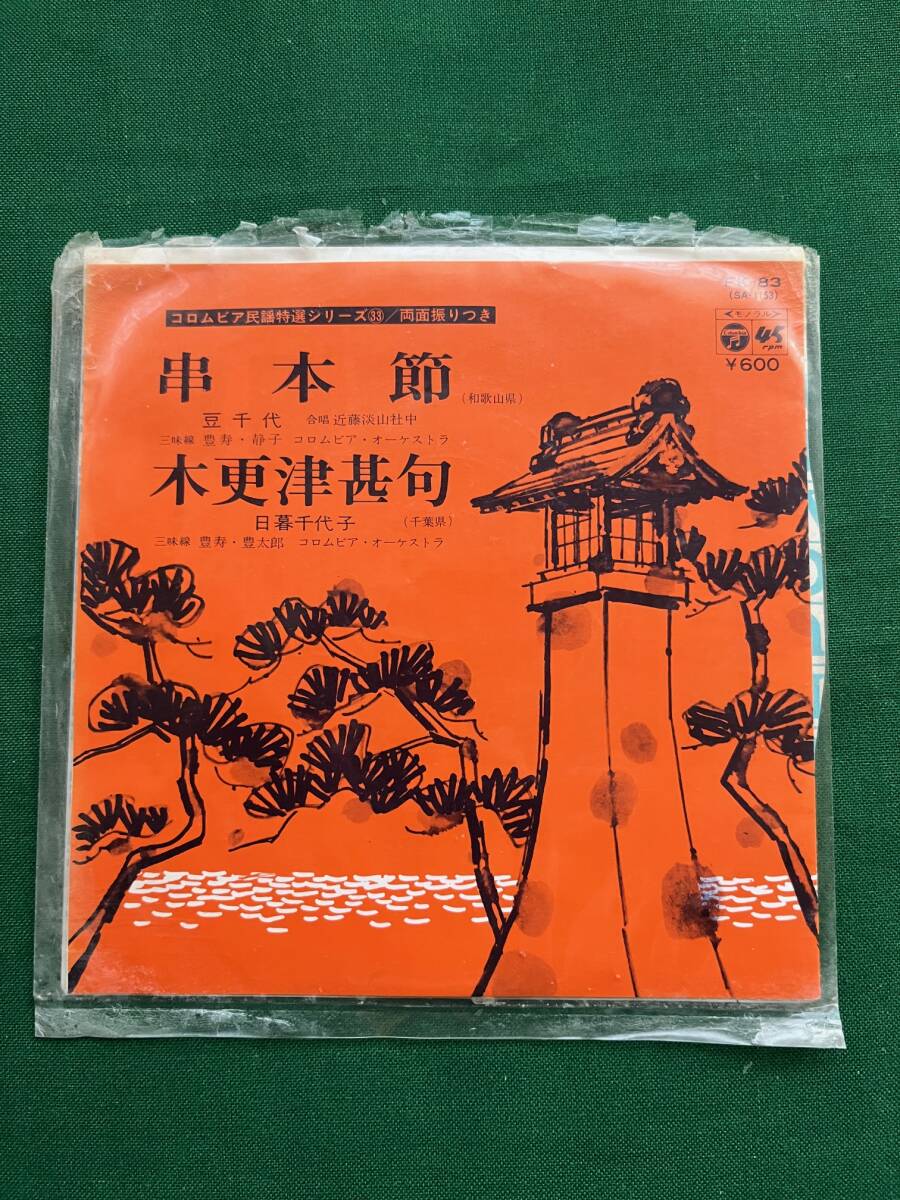 コロムビア民謡特選シリーズ㉝/両面振りつき
83
(SA-1153)
<モノラル>
Columbia
45
rpm
¥600
串本節
(和歌山県)
豆千代 合唱 近藤淡山社中
三味線 豊寿・静子 コロムビア・オーケストラ
木更津甚句
日暮千代子 (千葉県)
三味線 豊寿・豊太郎 コロムビア・オーケストラ